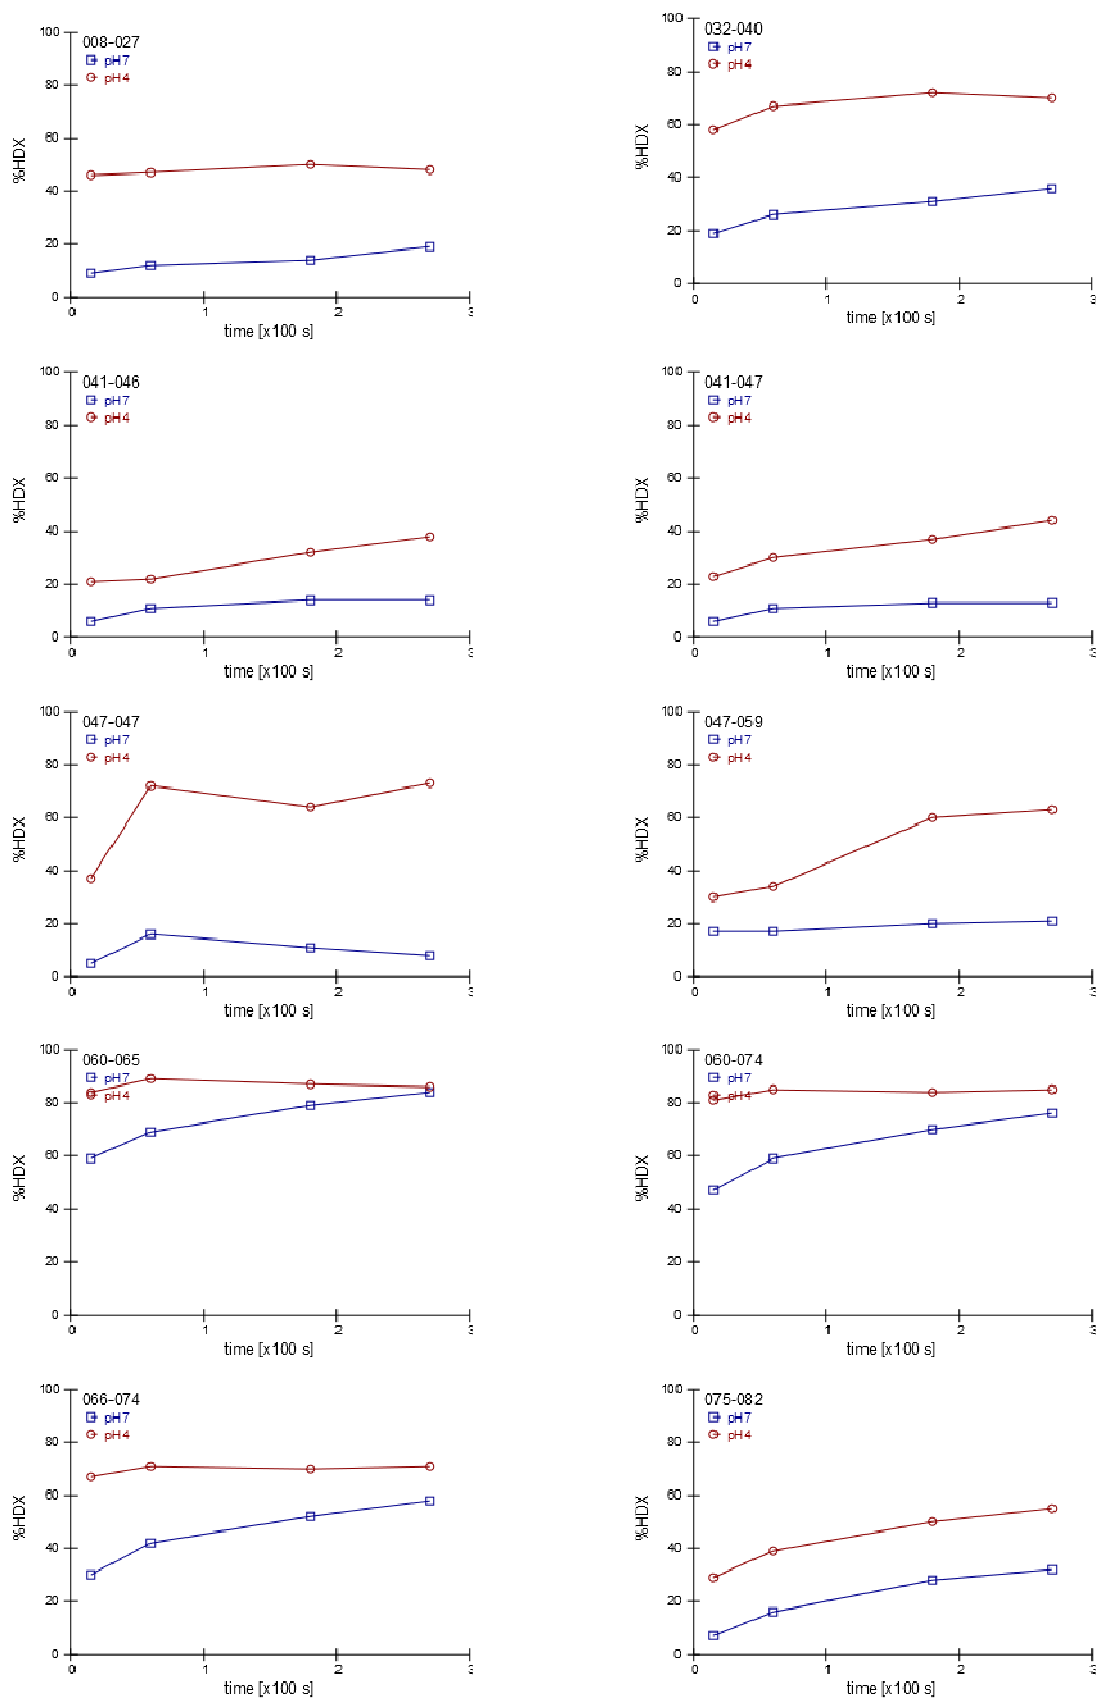 100
008-027
pH7
pH4
80
60
40
20
0
%HDX
0 1 2 3
time [x100 s]
100
032-040
pH7
pH4
80
60
40
20
0
%HDX
0 1 2 3
time [x100 s]
100
041-046
pH7
pH4
80
60
40
20
0
%HDX
0 1 2 3
time [x100 s]
100
041-047
pH7
pH4
80
60
40
20
0
%HDX
0 1 2 3
time [x100 s]
100
047-047
pH7
pH4
80
60
40
20
0
%HDX
0 1 2 3
time [x100 s]
100
047-059
pH7
pH4
80
60
40
20
0
%HDX
0 1 2 3
time [x100 s]
100
060-065
pH7
pH4
80
60
40
20
0
%HDX
0 1 2 3
time [x100 s]
100
060-074
pH7
pH4
80
60
40
20
0
%HDX
0 1 2 3
time [x100 s]
100
066-074
pH7
pH4
80
60
40
20
0
%HDX
0 1 2 3
time [x100 s]
100
075-082
pH7
pH4
80
60
40
20
0
%HDX
0 1 2 3
time [x100 s]